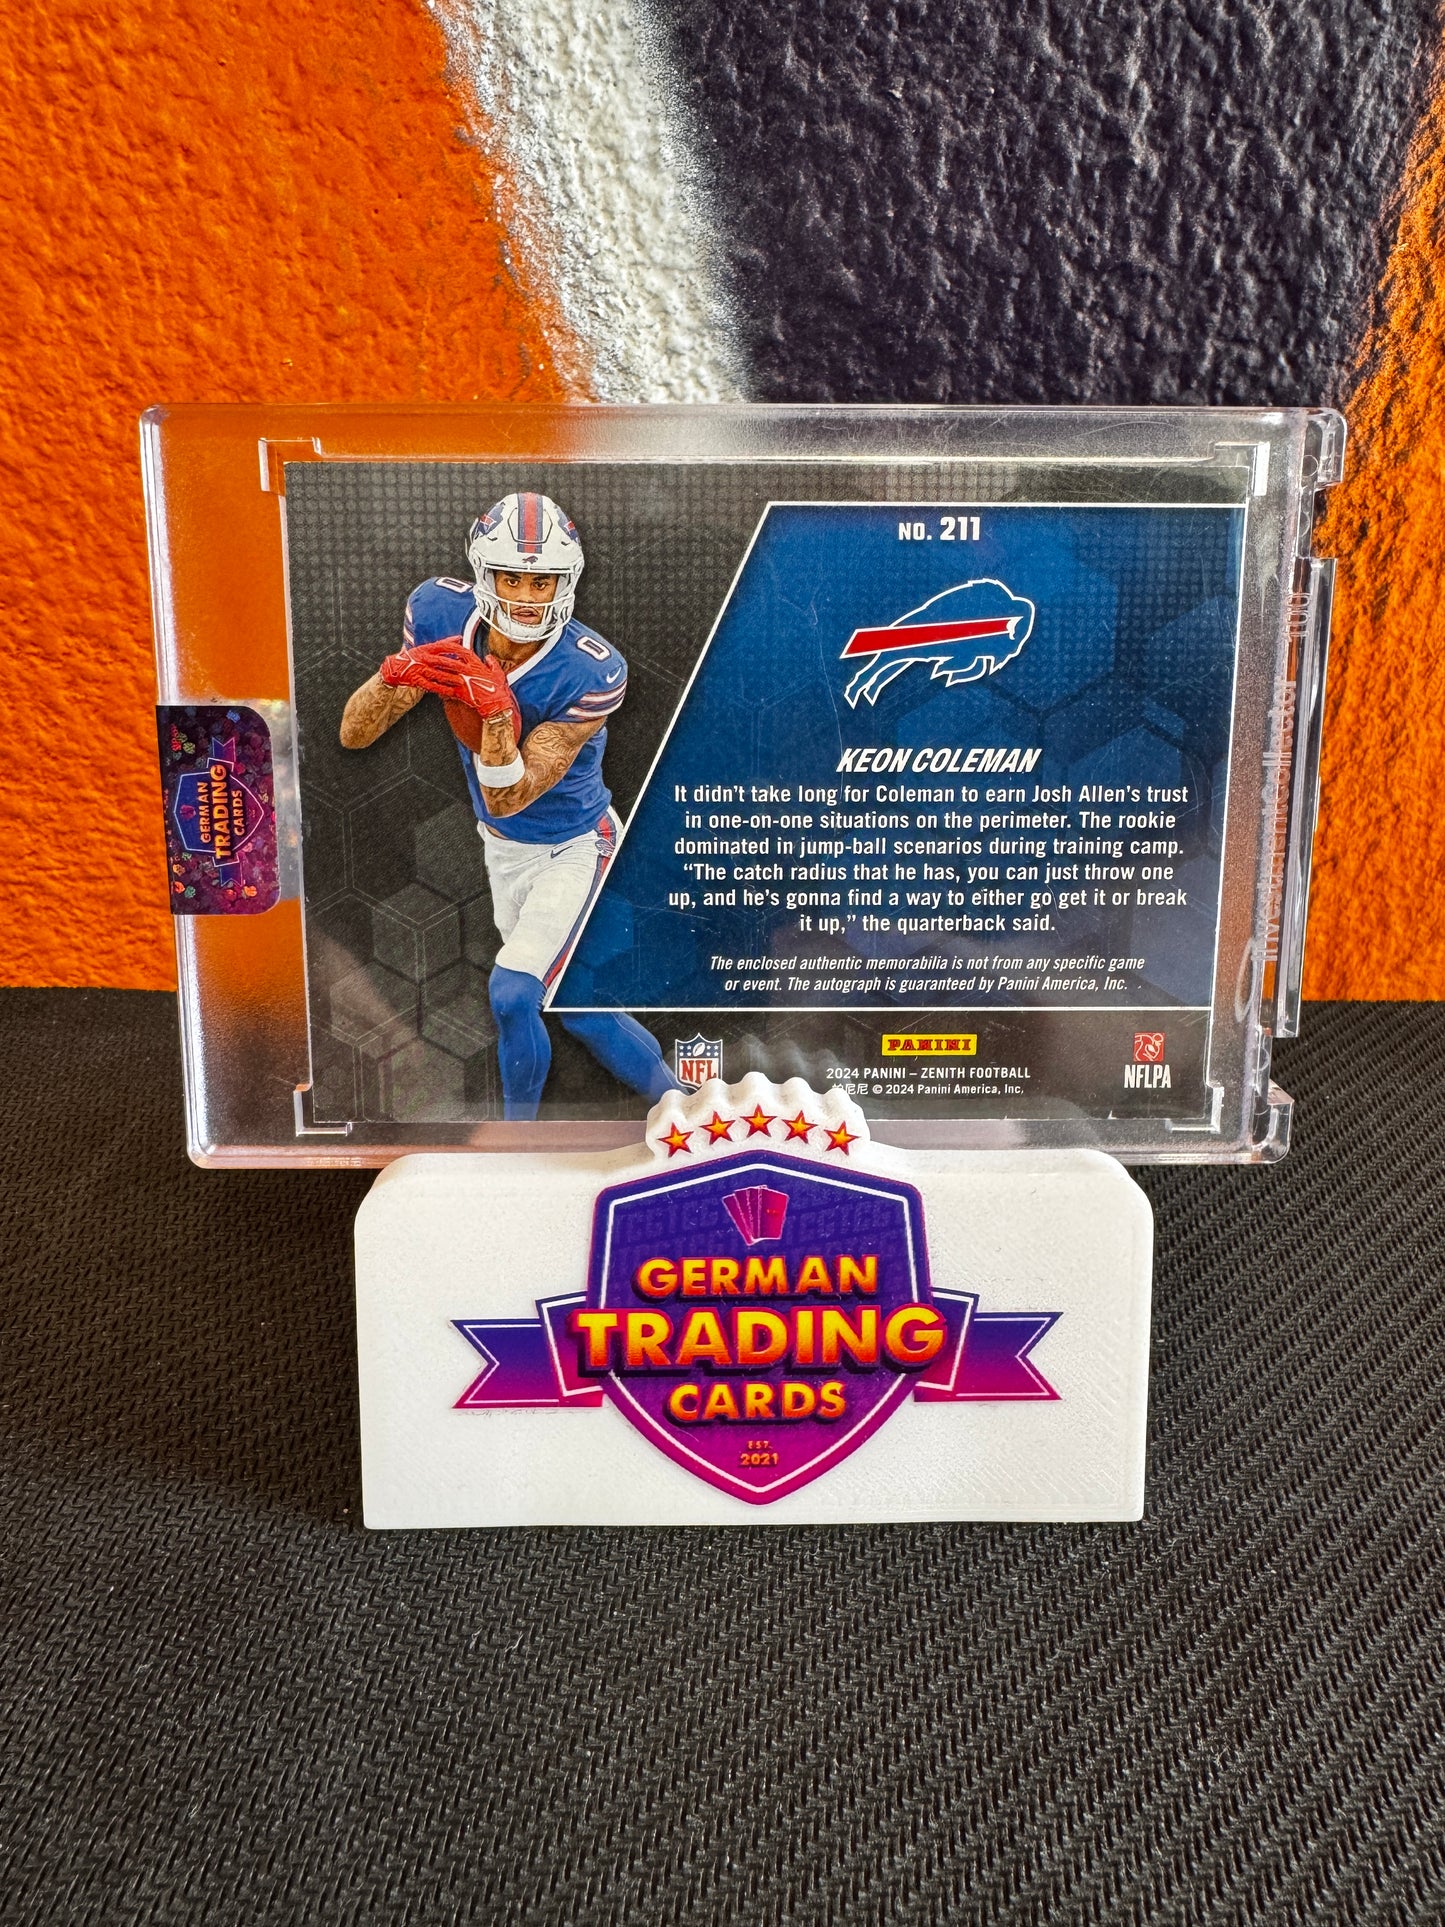 NO. 211
KEON COLEMAN
It didn't take long for Coleman to earn Josh Allen's trust
in one-on-one situations on the perimeter. The rookie
dominated in jump-ball scenarios during training camp.
“The catch radius that he has, you can just throw one
up, and he's gonna find a way to either go get it or break
it up,” the quarterback said.
The enclosed authentic memorabilia is not from any specific game
or event. The autograph is guaranteed by Panini America, Inc.
NFL
PANINI
2024 PANINI – ZENITH FOOTBALL
帕尼尼 © 2024 Panini America, Inc.
NFLPA
0
0
GERMAN
TRADING
CARDS
GERMAN
TRADING
CARDS
EST.
2021